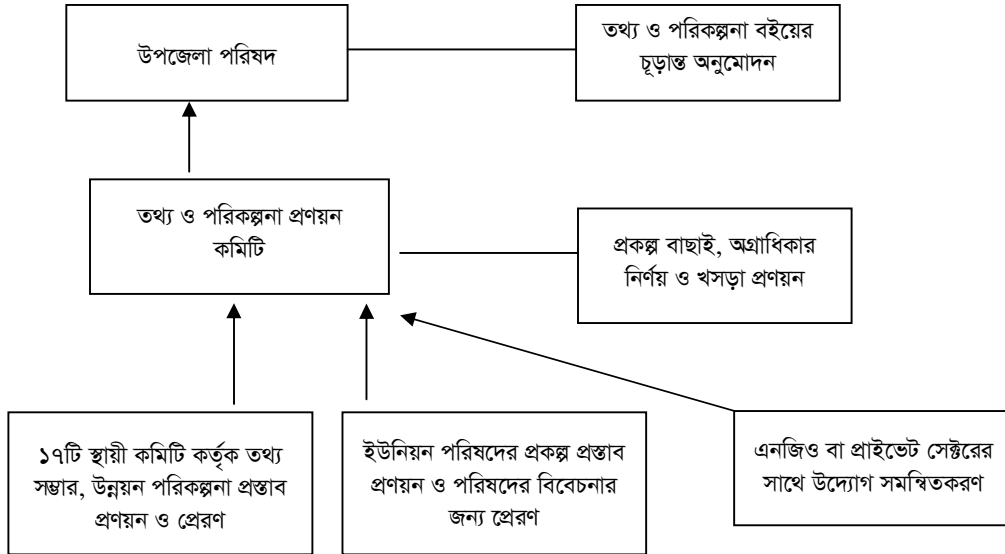 উপজেলা পরিষদ
তথ্য ও পরিকল্পনা বইয়ের
চূড়ান্ত অনুমোদন
তথ্য ও পরিকল্পনা প্রণয়ন
কমিটি
প্রকল্প বাছাই, অগ্রাধিকার
নির্ণয় ও খসড়া প্রণয়ন
১৭টি স্থায়ী কমিটি কর্তৃক তথ্য
সম্ভার, উন্নয়ন পরিকল্পনা প্রস্তাব
প্রণয়ন ও প্রেরণ
ইউনিয়ন পরিষদের প্রকল্প প্রস্তাব
প্রণয়ন ও পরিষদের বিবেচনার
জন্য প্রেরণ
এনজিও বা প্রাইভেট সেক্টরের
সাথে উদ্যোগ সমন্বিতকরণ